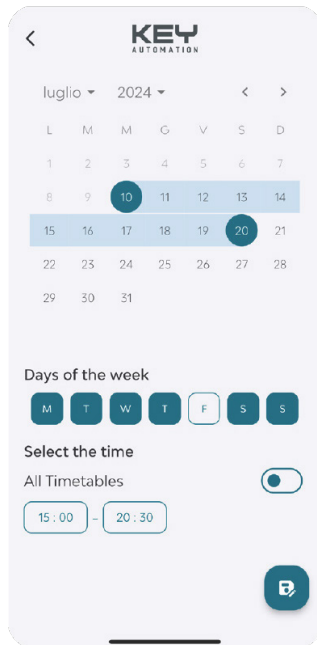 KEY
AUTOMATION
luglio 2024
L M M G V S D
1 2 3 4 5 6 7
8 9 10 11 12 13 14
15 16 17 18 19 20 21
22 23 24 25 26 27 28
29 30 31
Days of the week
M T W T F S S
Select the time
All Timetables
15 : 00 - 20 : 30